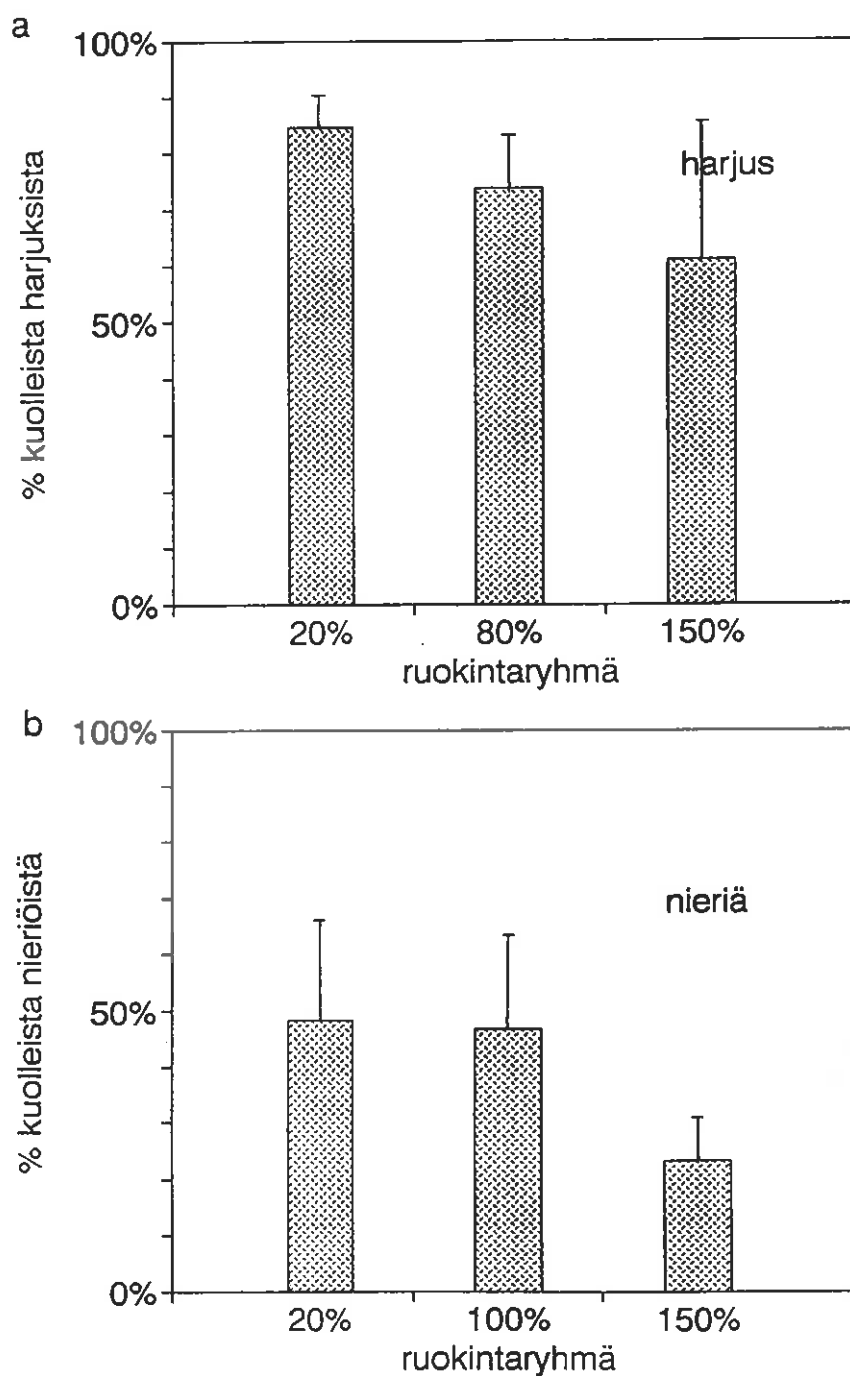 a
100%
50%
0%
% kuolleista harjuksista
harjus
20% 80% 150%
ruokintaryhmä
b
100%
50%
0%
% kuolleista nieriöistä
nieriä
20% 100% 150%
ruokintaryhmä